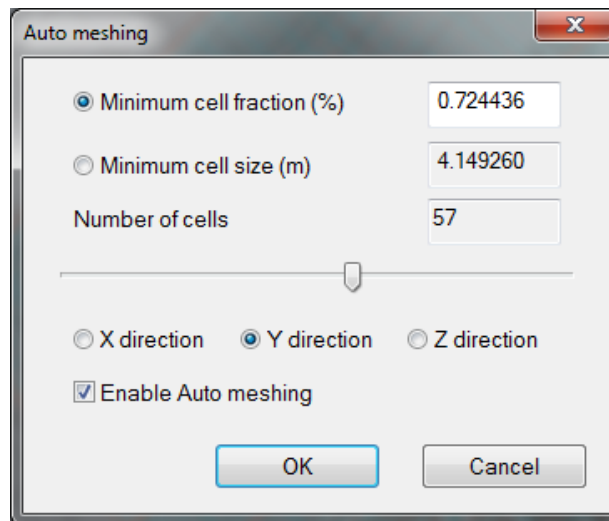 Auto meshing
Minimum cell fraction (%) 0.724436
Minimum cell size (m) 4.149260
Number of cells 57
X direction Y direction Z direction
Enable Auto meshing
OK Cancel